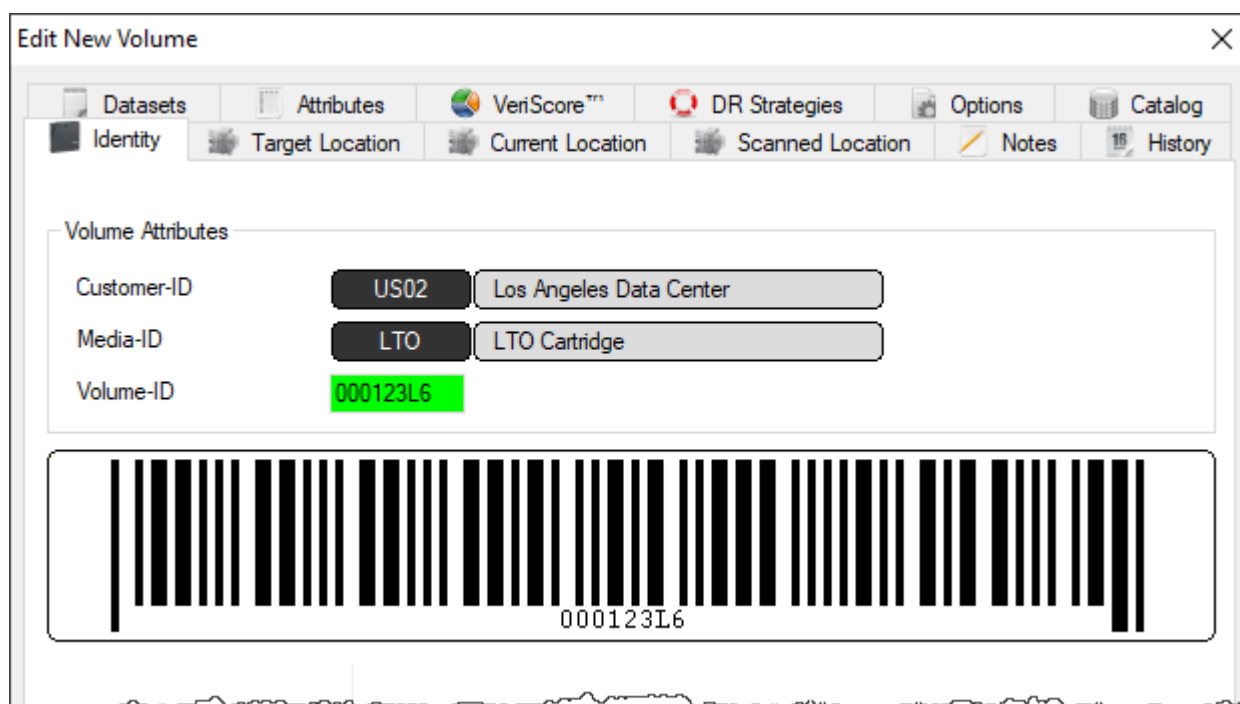 Edit New Volume
Datasets Attributes VeriScore™ DR Strategies Options Catalog
Identity Target Location Current Location Scanned Location Notes 16 History
Volume Attributes
Customer-ID US02 Los Angeles Data Center
Media-ID LTO LTO Cartridge
Volume-ID 000123L6
000123L6